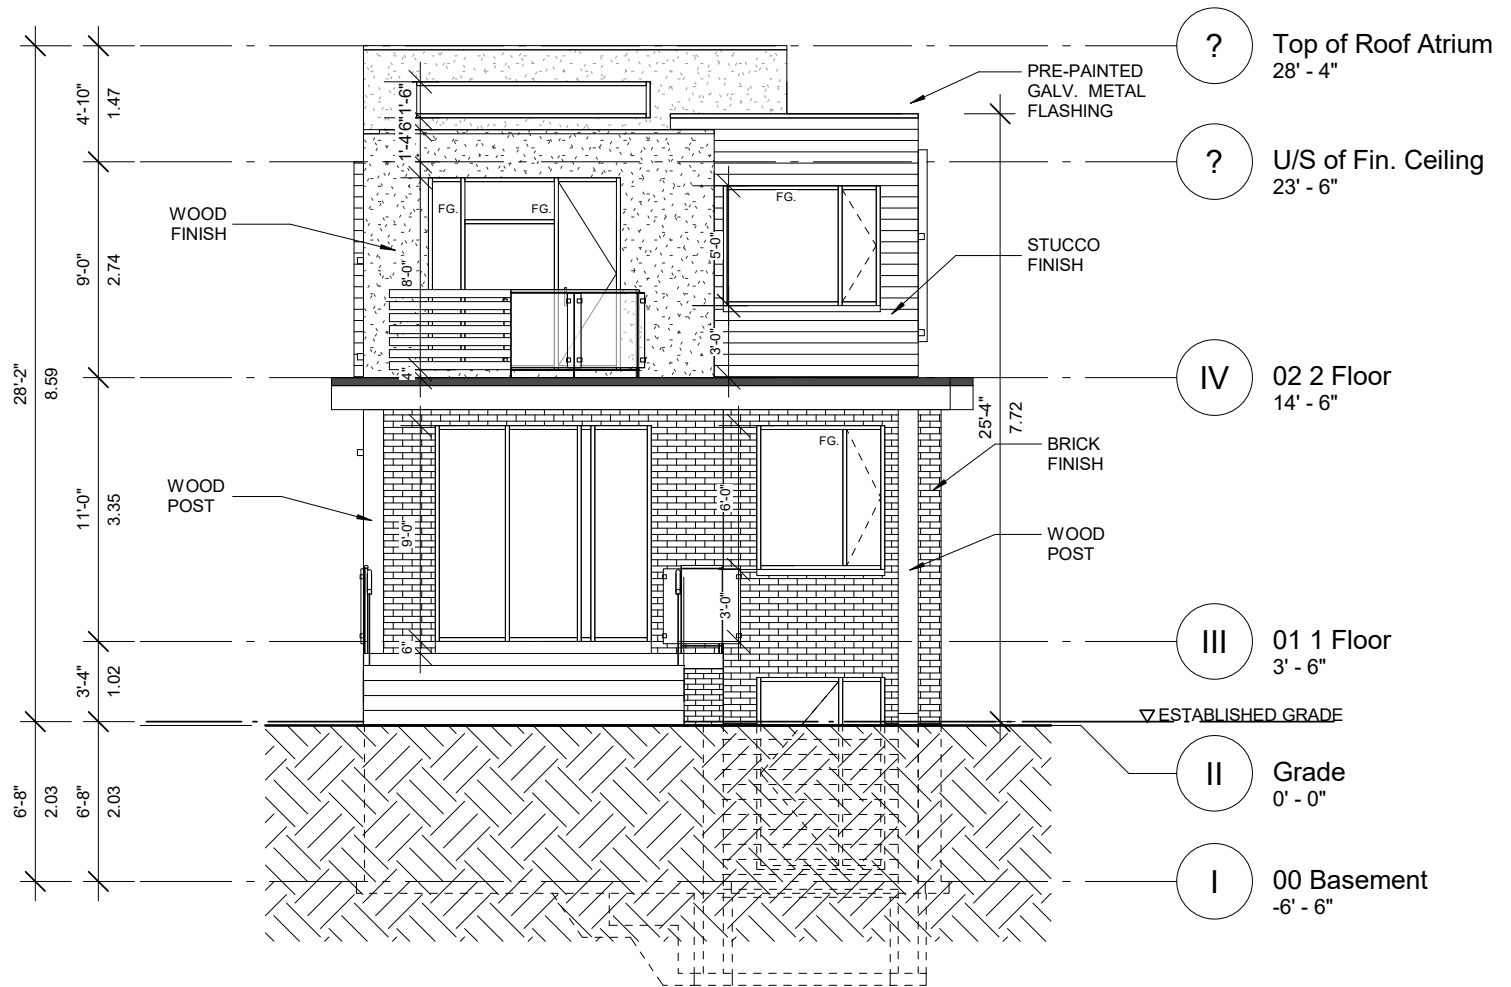 ?
Top of Roof Atrium
28' - 4"
PRE-PAINTED
GALV. METAL
FLASHING
4'-10"
1.47
1'-6"
6"
1'-4"
?
U/S of Fin. Ceiling
23' - 6"
WOOD
FINISH
FG.
FG.
FG.
STUCCO
FINISH
9'-0"
2.74
8'-0"
5'-0"
3'-0"
4"
28'-2"
8.59
IV
02 2 Floor
14' - 6"
25'-4"
7.72
BRICK
FINISH
FG.
WOOD
POST
11'-0"
3.35
9'-0"
6'-0"
WOOD
POST
3'-0"
6"
III
01 1 Floor
3' - 6"
3'-4"
1.02
ESTABLISHED GRADE
II
Grade
0' - 0"
6'-8"
2.03
6'-8"
2.03
I
00 Basement
-6' - 6"